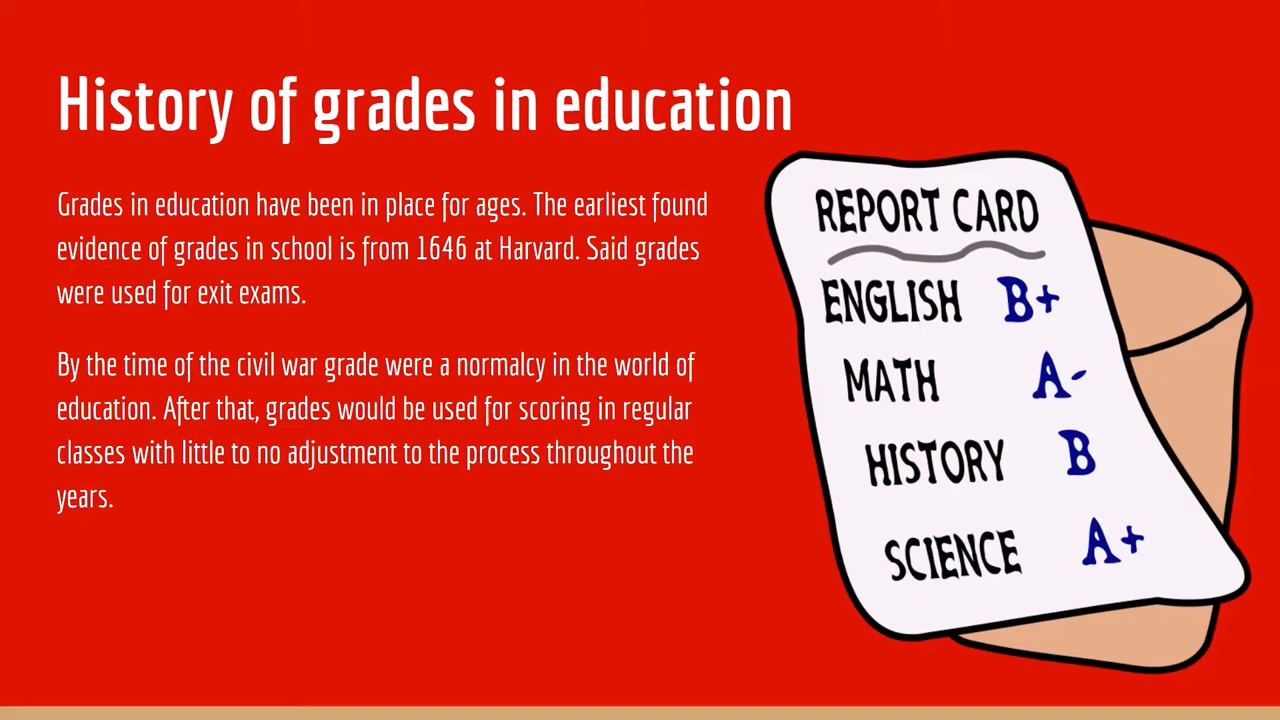 History of grades in education
Grades in education have been in place for ages. The earliest found
evidence of grades in school is from 1646 at Harvard. Said grades
were used for exit exams.
By the time of the civil war grade were a normalcy in the world of
education. After that, grades would be used for scoring in regular
classes with little to no adjustment to the process throughout the
years.
REPORT CARD
ENGLISH B+
MATH A-
HISTORY B
SCIENCE A+